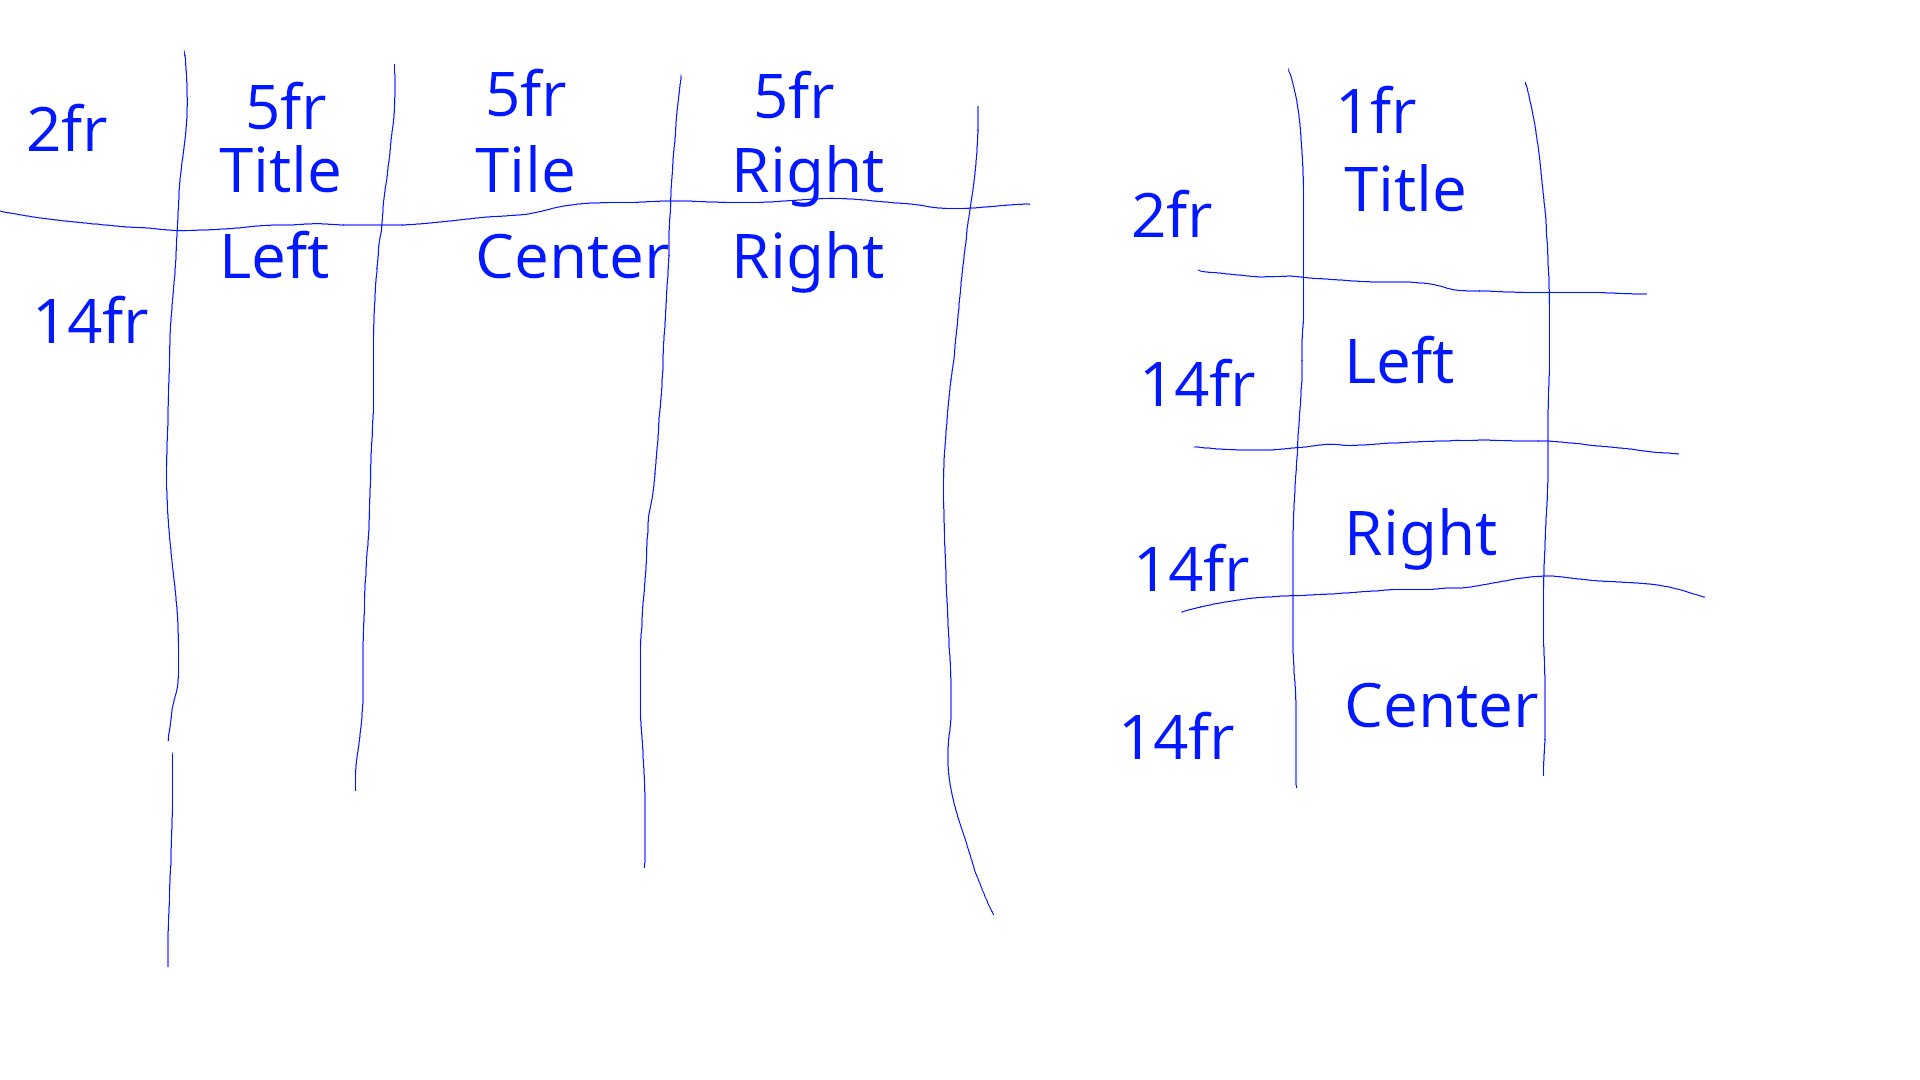 2fr 5fr 5fr 5fr
Title Tile Right
Left Center Right
14fr
1fr
Title
2fr
Left
14fr
Right
14fr
Center
14fr